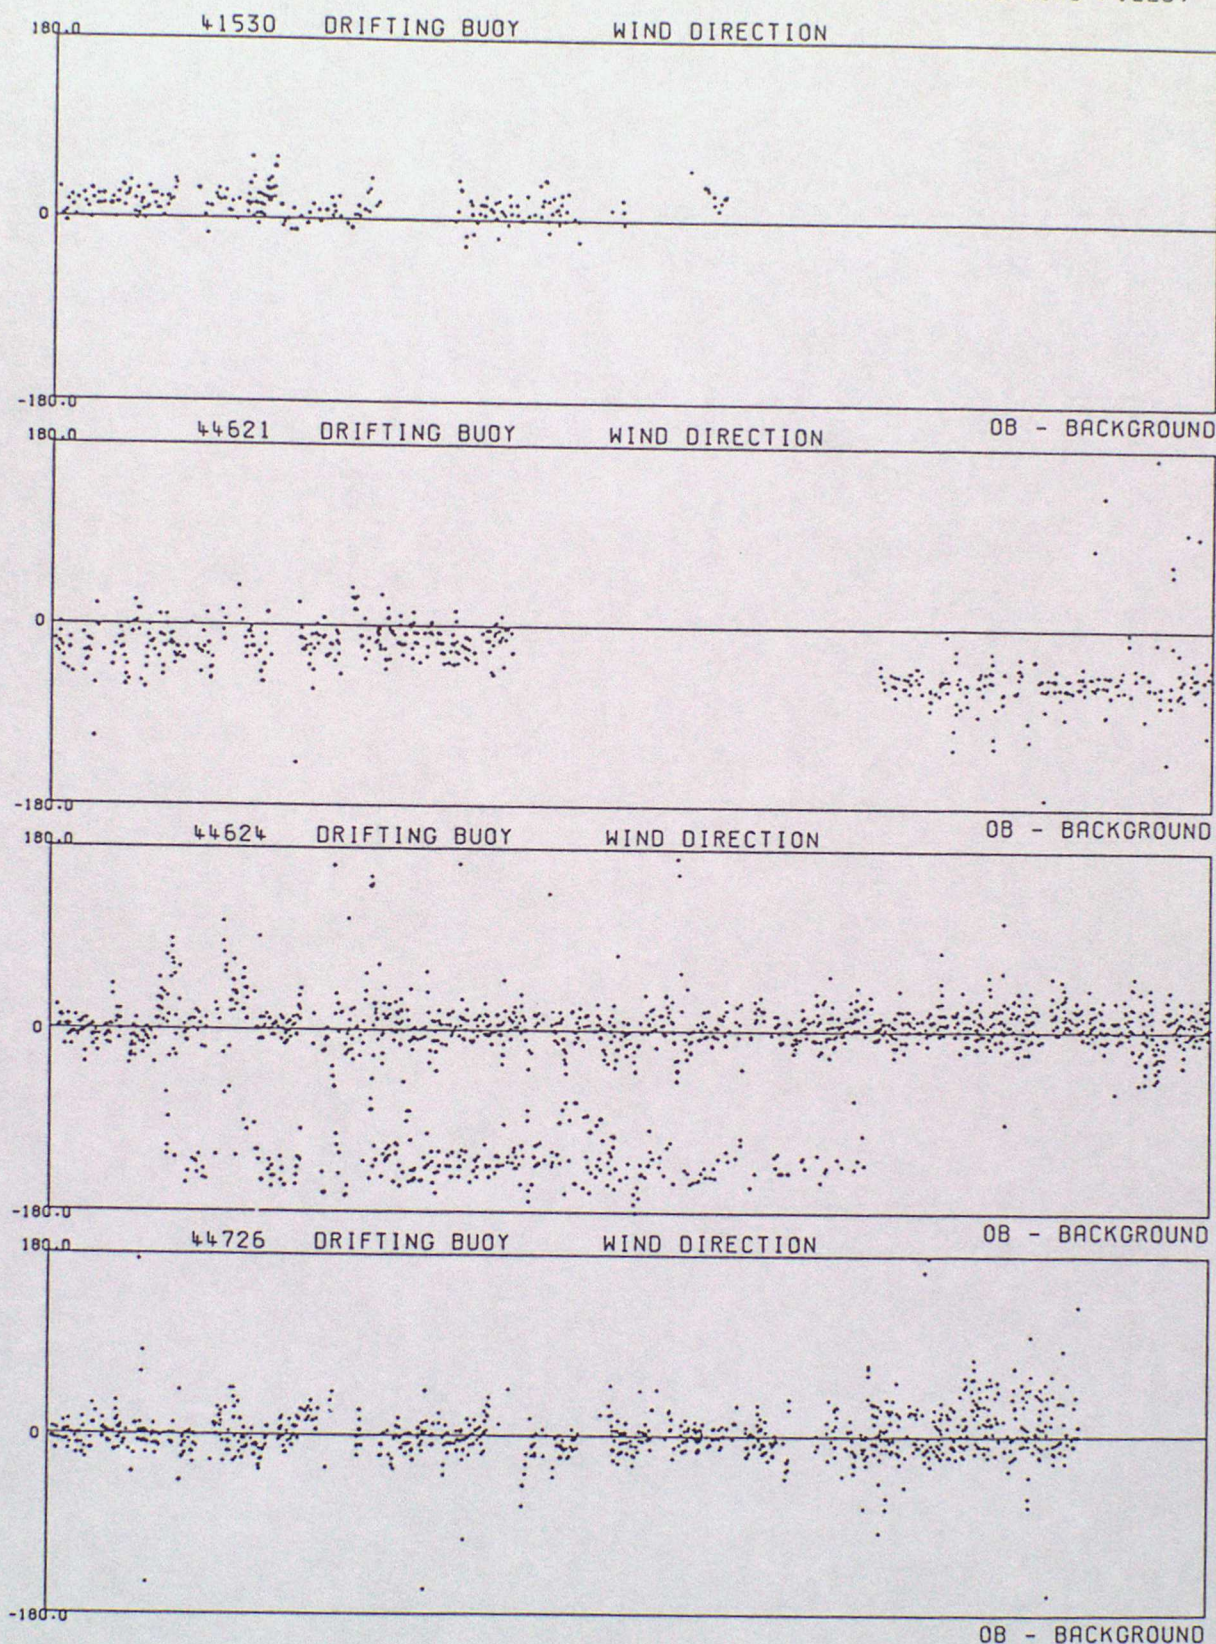 180.0 41530 DRIFTING BUOY WIND DIRECTION
0
-180.0
OB - BACKGROUND
180.0 44621 DRIFTING BUOY WIND DIRECTION
0
-180.0
OB - BACKGROUND
180.0 44624 DRIFTING BUOY WIND DIRECTION
0
-180.0
OB - BACKGROUND
180.0 44726 DRIFTING BUOY WIND DIRECTION
0
-180.0
OB - BACKGROUND